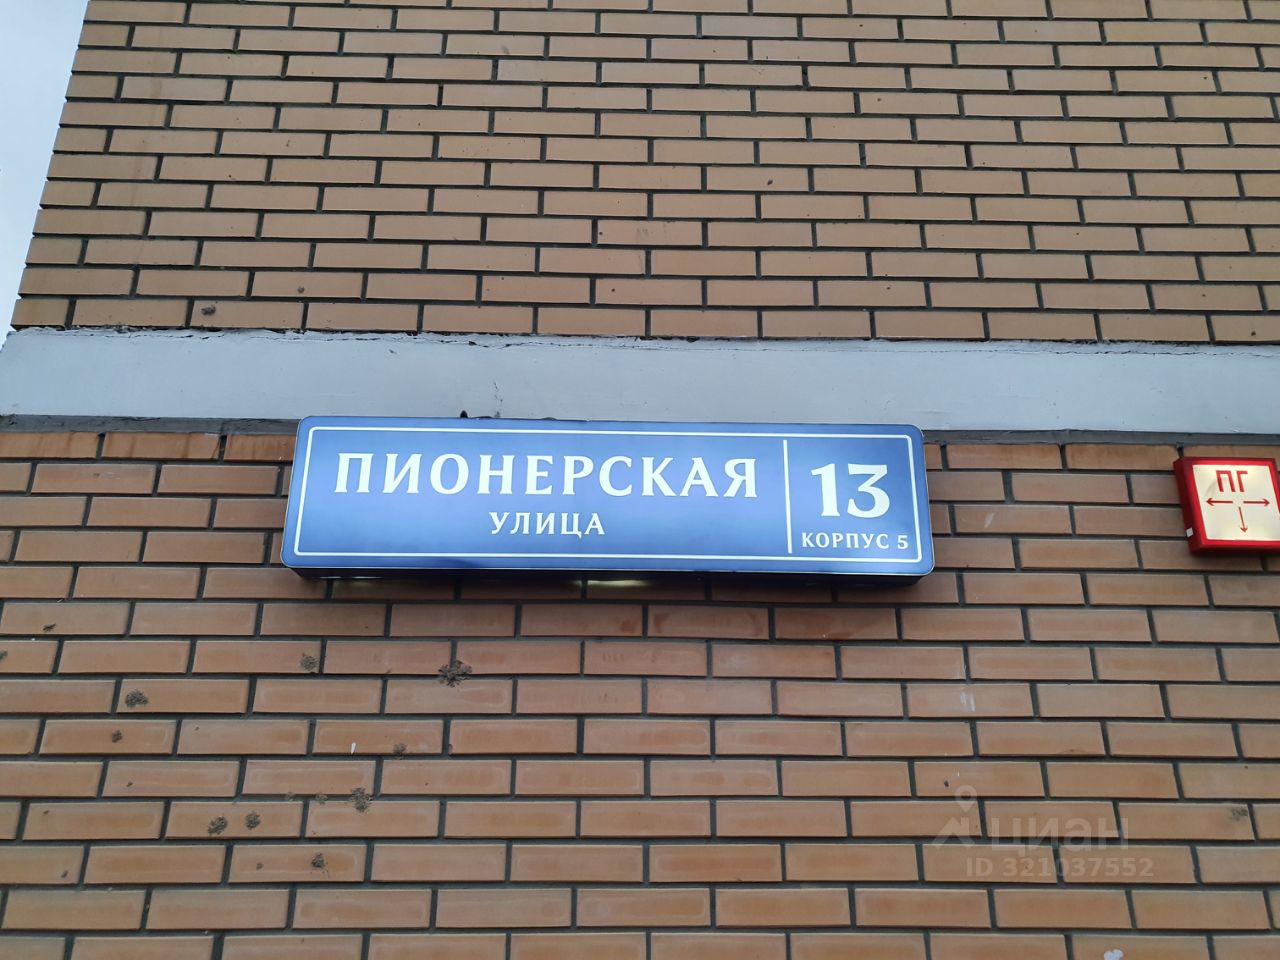 ПИОНЕРСКАЯ
УЛИЦА
13
КОРПУС 5
ПГ
циан
ID 321037552